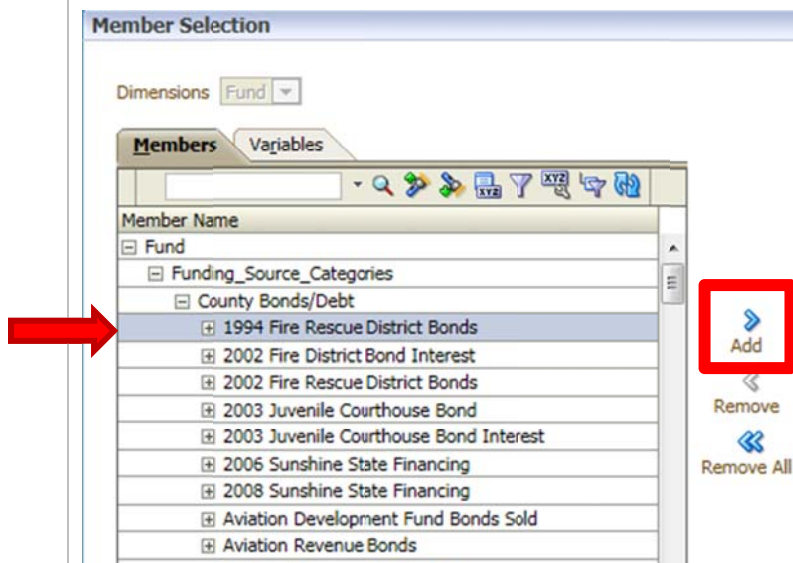 Member Selection
Dimensions Fund
Members Variables
XYZ XYZ
Member Name
Fund
Funding_Source_Categories
County Bonds/Debt
1994 Fire Rescue District Bonds
2002 Fire District Bond Interest
2002 Fire Rescue District Bonds
2003 Juvenile Courthouse Bond
2003 Juvenile Courthouse Bond Interest
2006 Sunshine State Financing
2008 Sunshine State Financing
Aviation Development Fund Bonds Sold
Aviation Revenue Bonds
Add
Remove
Remove All